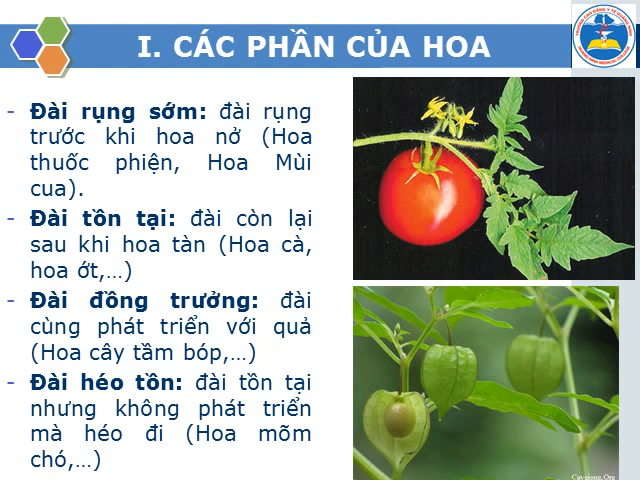 I. CÁC PHẦN CỦA HOA
- Đài rụng sớm: đài rụng
trước khi hoa nở (Hoa
thuốc phiện, Hoa Mùi
cua).
- Đài tồn tại: đài còn lại
sau khi hoa tàn (Hoa cà,
hoa ớt,...)
- Đài đồng trưởng: đài
cùng phát triển với quả
(Hoa cây tầm bóp,...)
- Đài héo tồn: đài tồn tại
nhưng không phát triển
mà héo đi (Hoa mõm
chó,...)
Caygiong.Org